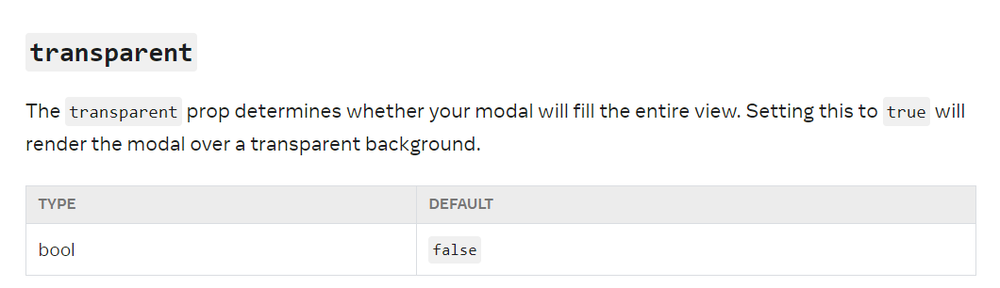 transparent
The transparent prop determines whether your modal will fill the entire view. Setting this to true will
render the modal over a transparent background.
TYPE DEFAULT
bool false